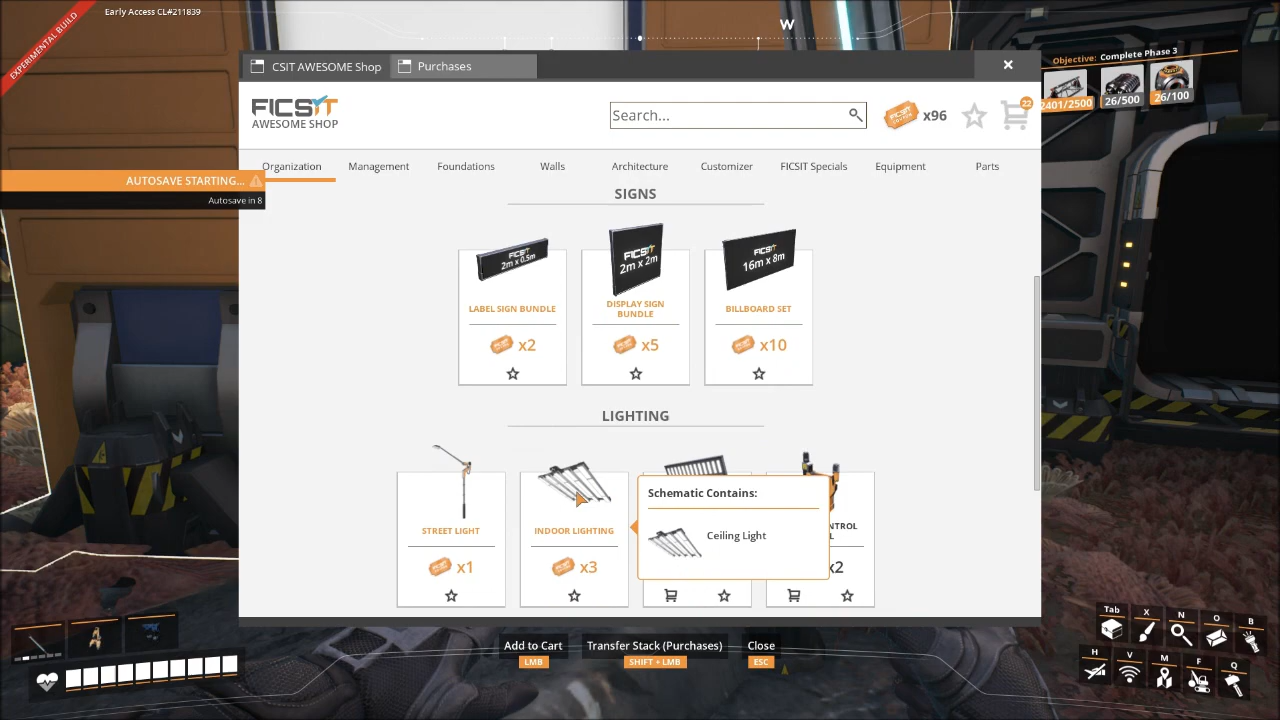 EXPERIMENTAL BUILD
Early Access CL#211839
W
CSIT AWESOME Shop
Purchases
Objective: Complete Phase 3
2401/2500
26/500
26/100
FICSIT
AWESOME SHOP
Search...
x96
22
Organization
Management
Foundations
Walls
Architecture
Customizer
FICSIT Specials
Equipment
Parts
AUTOSAVE STARTING...
Autosave in 8
SIGNS
FICSIT
2m x 0.5m
FICSIT
2m x 2m
FICSIT
16m x 8m
LABEL SIGN BUNDLE
DISPLAY SIGN
BUNDLE
BILLBOARD SET
x2
x5
x10
LIGHTING
Schematic Contains:
Ceiling Light
STREET LIGHT
INDOOR LIGHTING
NTROL
L
x1
x3
x2
Add to Cart
LMB
Transfer Stack (Purchases)
SHIFT + LMB
Close
ESC
Tab
X
N
O
B
H
V
M
F
Q